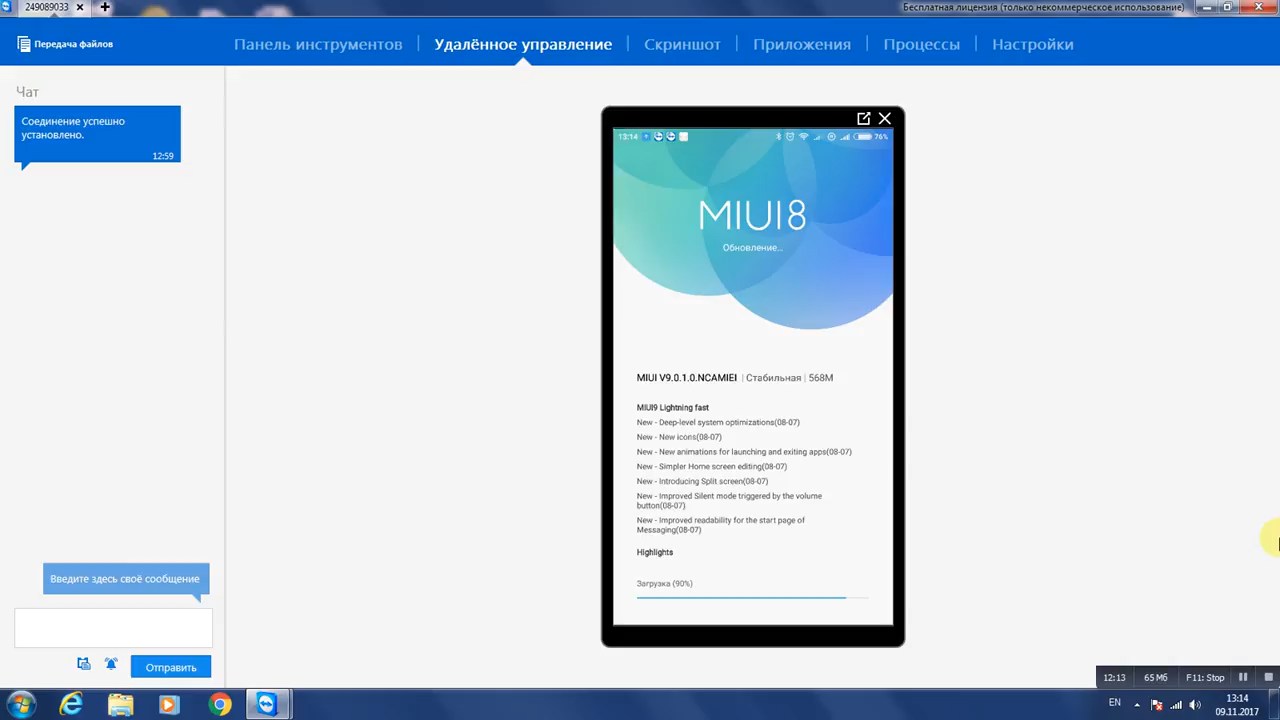 249089033
Бесплатная лицензия (только некоммерческое использование)
Передача файлов
Панель инструментов
Удалённое управление
Скриншот
Приложения
Процессы
Настройки
Чат
Соединение успешно
установлено.
12:59
13:14
76%
MIUI8
Обновление...
MIUI V9.0.1.0.NCAMIEI | Стабильная | 568M
MIUI9 Lightning fast
New - Deep-level system optimizations(08-07)
New - New icons(08-07)
New - New animations for launching and exiting apps(08-07)
New - Simpler Home screen editing(08-07)
New - Introducing Split screen(08-07)
New - Improved Silent mode triggered by the volume
button(08-07)
New - Improved readability for the start page of
Messaging(08-07)
Highlights
Загрузка (90%)
Введите здесь своё сообщение
Отправить
12:13
65 Мб
F11: Stop
EN
13:14
09.11.2017